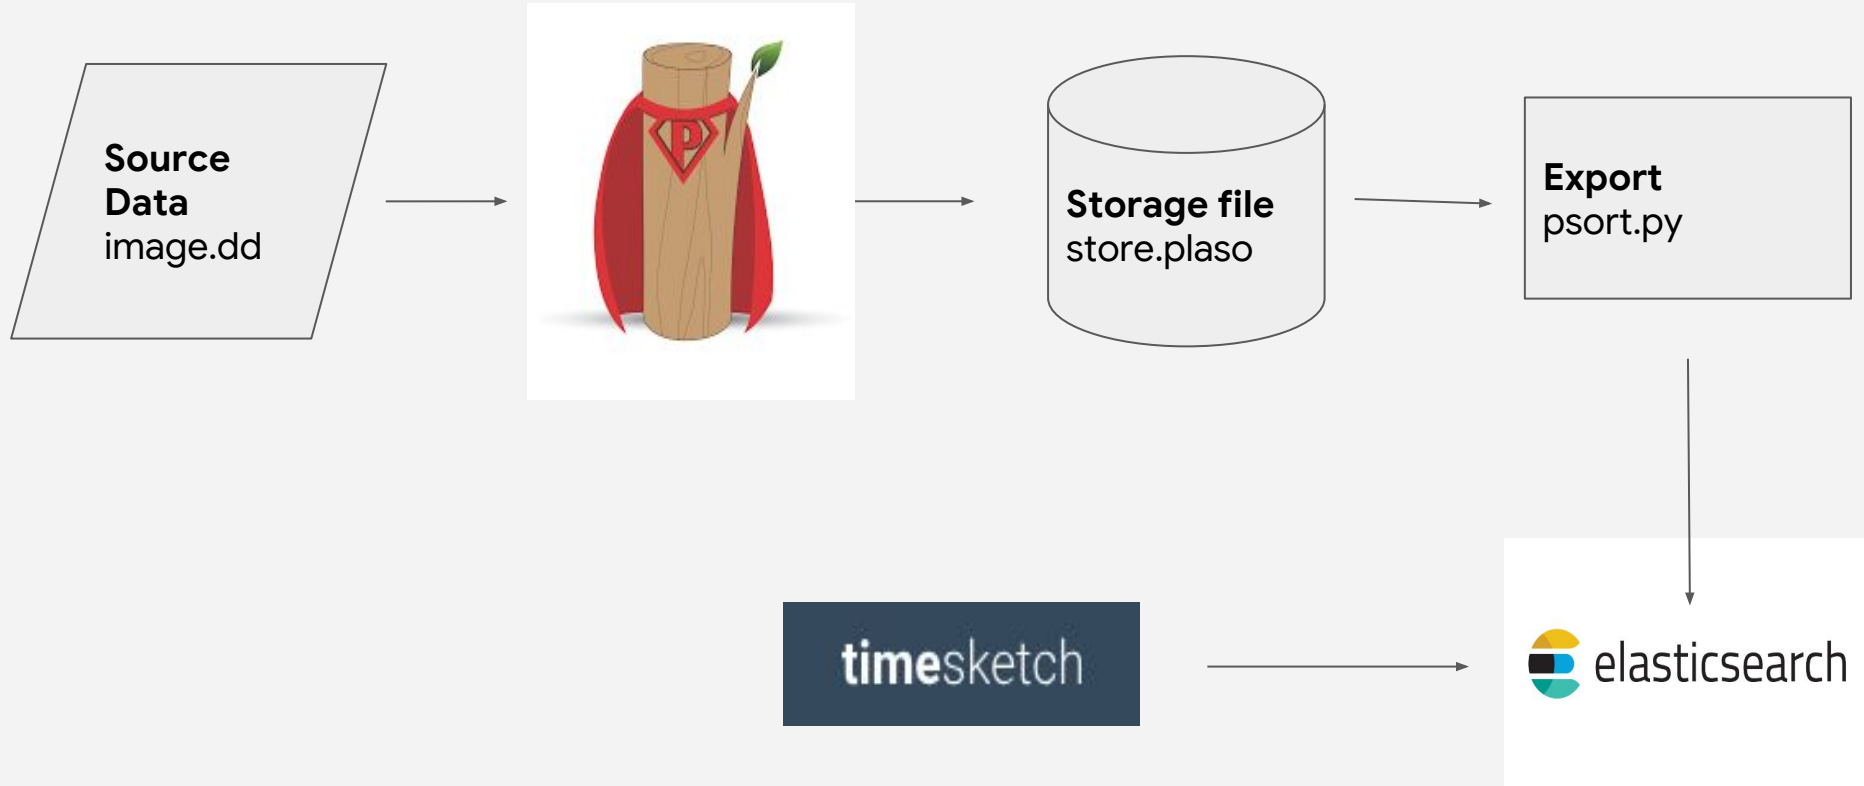 Source
Data
image.dd
P
Storage file
store.plaso
Export
psort.py
timesketch
elasticsearch